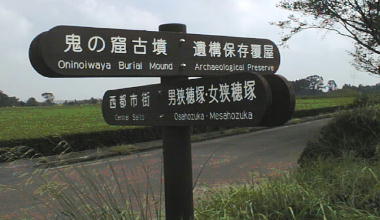 鬼の窟古墳 → 遺構保存覆屋
Oninoiwaya Burial Mound Archaeological Preserve
西都市街 男狭穂塚・女狭穂塚
Central Saito Osahozuka・Mesahozuka